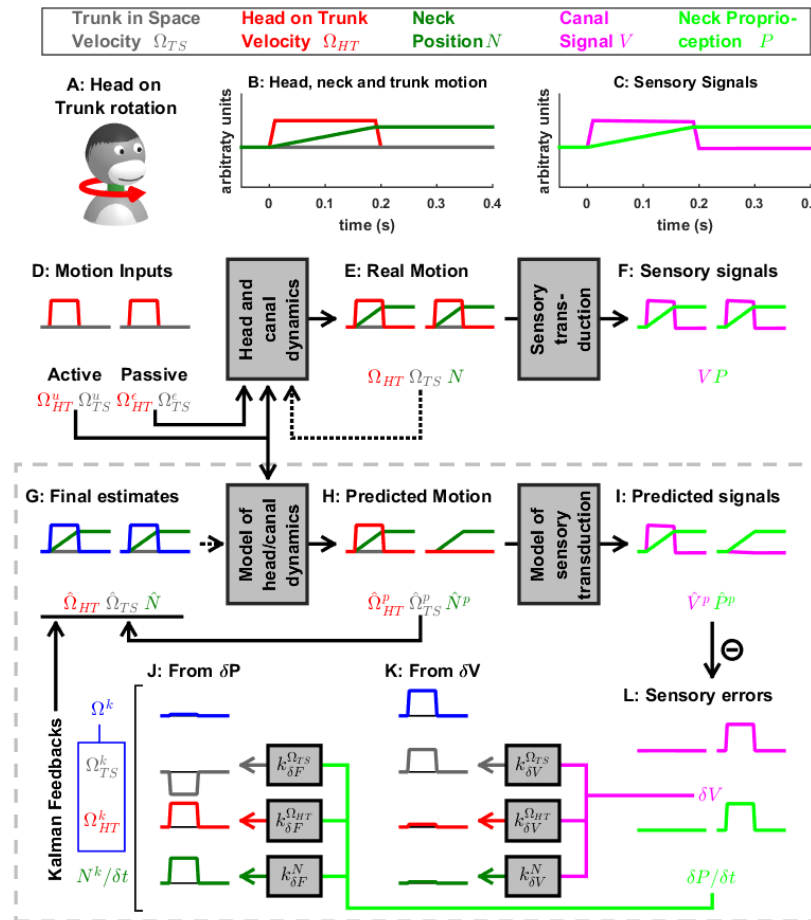 Trunk in Space Velocity Ω_TS
Head on Trunk Velocity Ω_HT
Neck Position N
Canal Signal V
Neck Proprio-ception P
A: Head on
Trunk rotation
B: Head, neck and trunk motion
arbitraty units
0 0.1 0.2 0.3 0.4
time (s)
C: Sensory Signals
arbitraty units
0 0.1 0.2 0.3 0.4
time (s)
D: Motion Inputs
Active Passive
Ω^u_HT Ω^u_TS Ω^ϵ_HT Ω^ϵ_TS
Head and
canal
dynamics
E: Real Motion
Ω_HT Ω_TS N
Sensory
trans-
duction
F: Sensory signals
V P
G: Final estimates
Ω̂_HT Ω̂_TS N̂
Model of
head/canal
dynamics
H: Predicted Motion
Ω̂^p_HT Ω̂^p_TS N̂^p
Model of
sensory
transduction
I: Predicted signals
V̂^p P̂^p
⊖
J: From δP
K: From δV
L: Sensory errors
Kalman Feedbacks
Ω^k
Ω^k_TS
Ω^k_HT
N^k/δt
k^Ω_TS_δF
k^Ω_HT_δF
k^N_δF
k^Ω_TS_δV
k^Ω_HT_δV
k^N_δV
δV
δP/δt